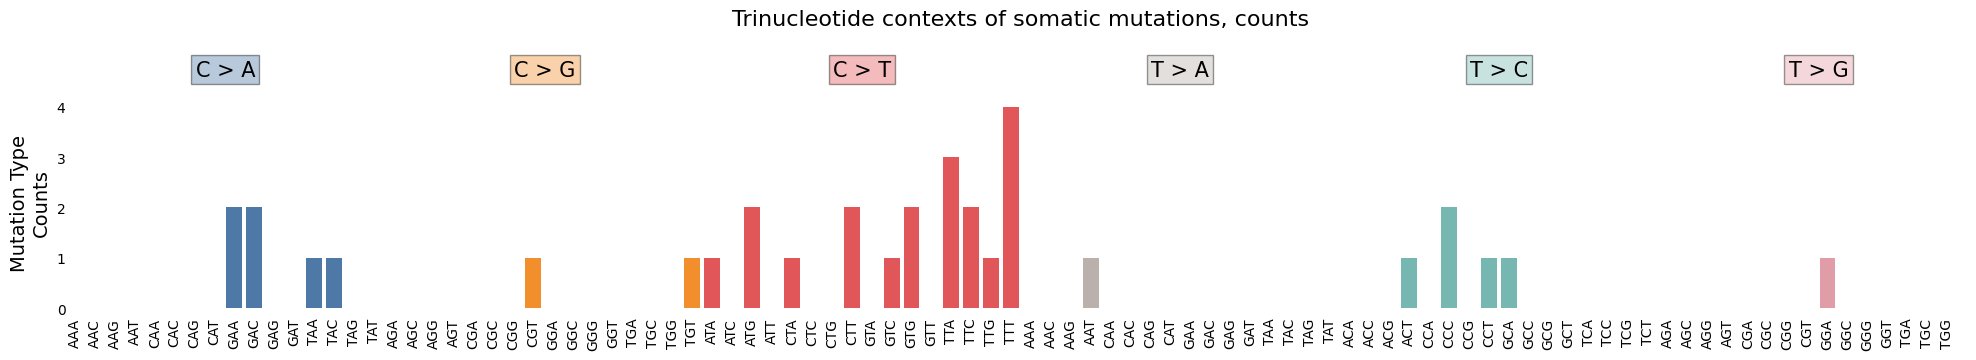 Trinucleotide contexts of somatic mutations, counts
C > A C > G C > T T > A T > C T > G
Mutation Type
Counts
4
3
2
1
0
AAA AAC AAG AAT CAA CAC CAG CAT GAA GAC GAG GAT TAA TAC TAG TAT AGA AGC AGG AGT CGA CGC CGG CGT GGA GGC GGG GGT TGA TGC TGG TGT ATA ATC ATG ATT CTA CTC CTG CTT GTA GTC GTG GTT TTA TTC TTG TTT AAA AAC AAG AAT CAA CAC CAG CAT GAA GAC GAG GAT TAA TAC TAG TAT ACA ACC ACG ACT CCA CCC CCG CCT GCA GCC GCG GCT TCA TCC TCG TCT AGA AGC AGG AGT CGA CGC CGG CGT GGA GGC GGG GGT TGA TGC TGG